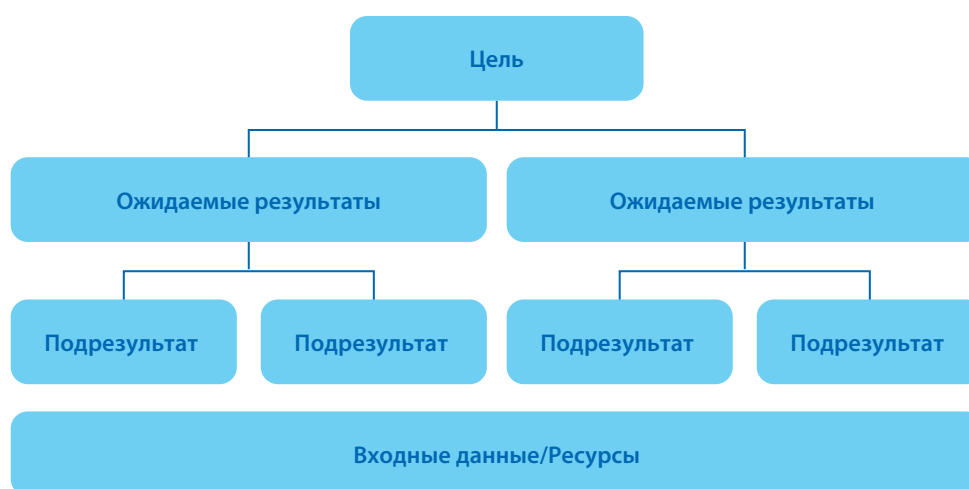 Цель
Ожидаемые результаты
Ожидаемые результаты
Подрезультат
Подрезультат
Подрезультат
Подрезультат
Входные данные/Ресурсы